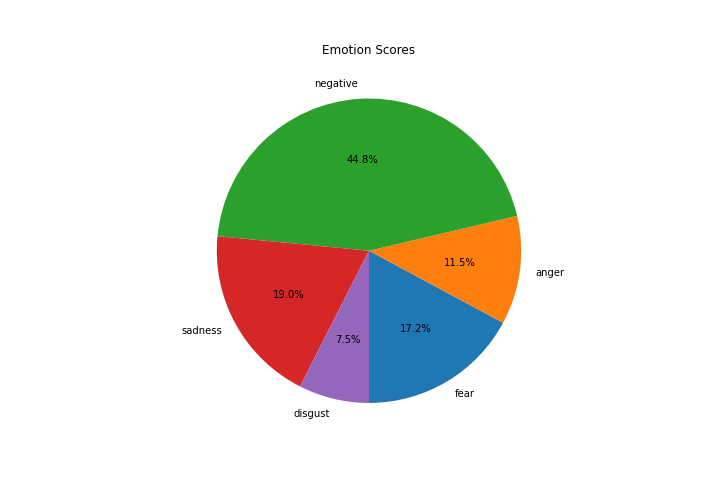 Emotion Scores
negative
44.8%
11.5%
anger
19.0%
17.2%
sadness
7.5%
fear
disgust